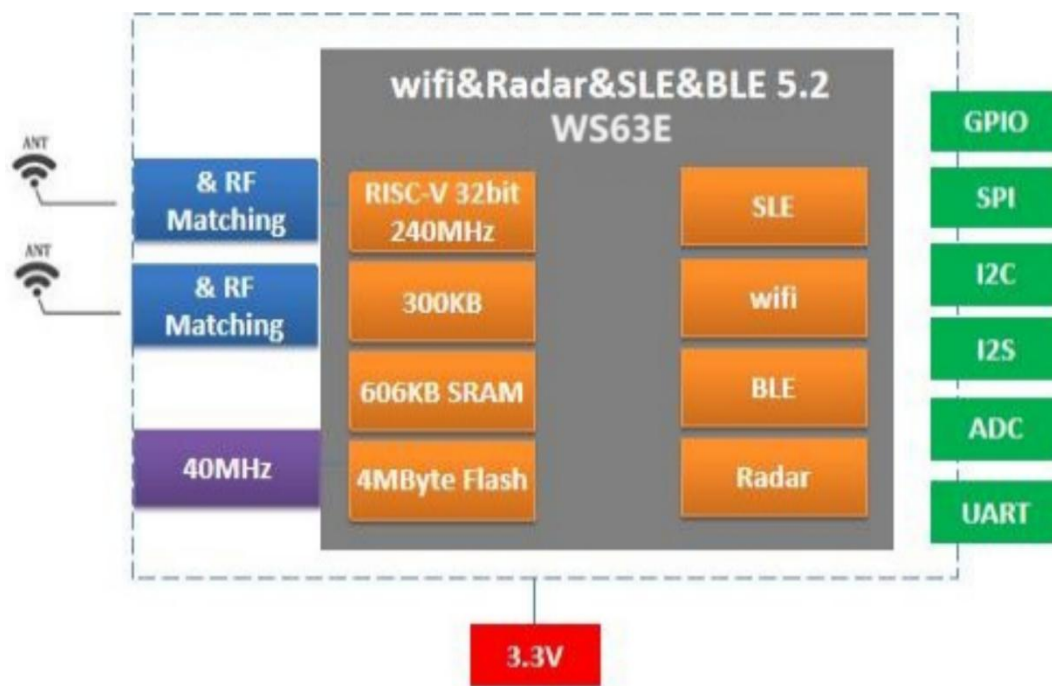 wifi&Radar&SLE&BLE 5.2
WS63E
ANT
& RF
Matching
ANT
& RF
Matching
40MHz
RISC-V 32bit
240MHz
300KB
606KB SRAM
4MByte Flash
SLE
wifi
BLE
Radar
GPIO
SPI
I2C
I2S
ADC
UART
3.3V